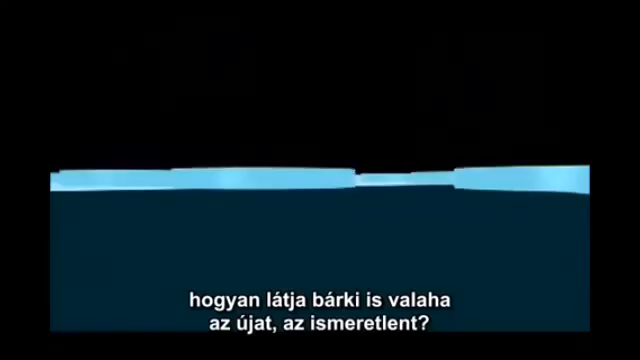 hogyan látja bárki is valaha
az újat, az ismeretlent?